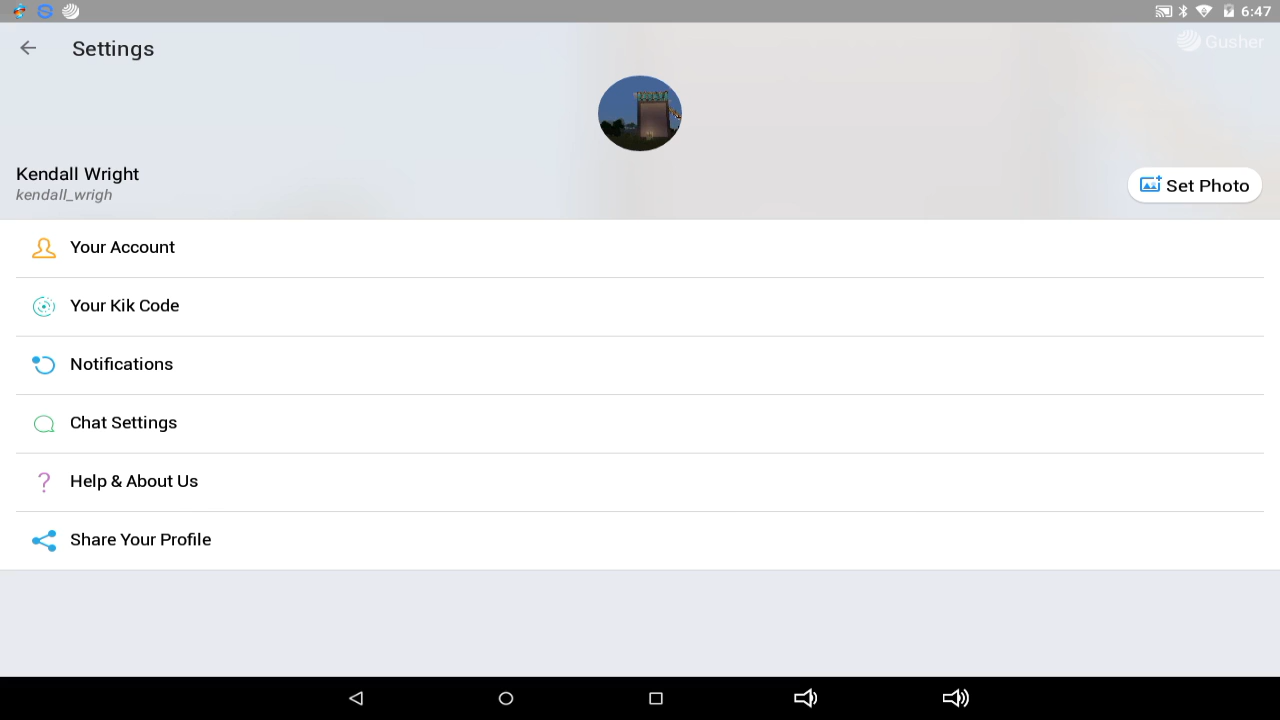 6:47
Settings
Gusher
Kendall Wright
kendall_wrigh
Set Photo
Your Account
Your Kik Code
Notifications
Chat Settings
Help & About Us
Share Your Profile